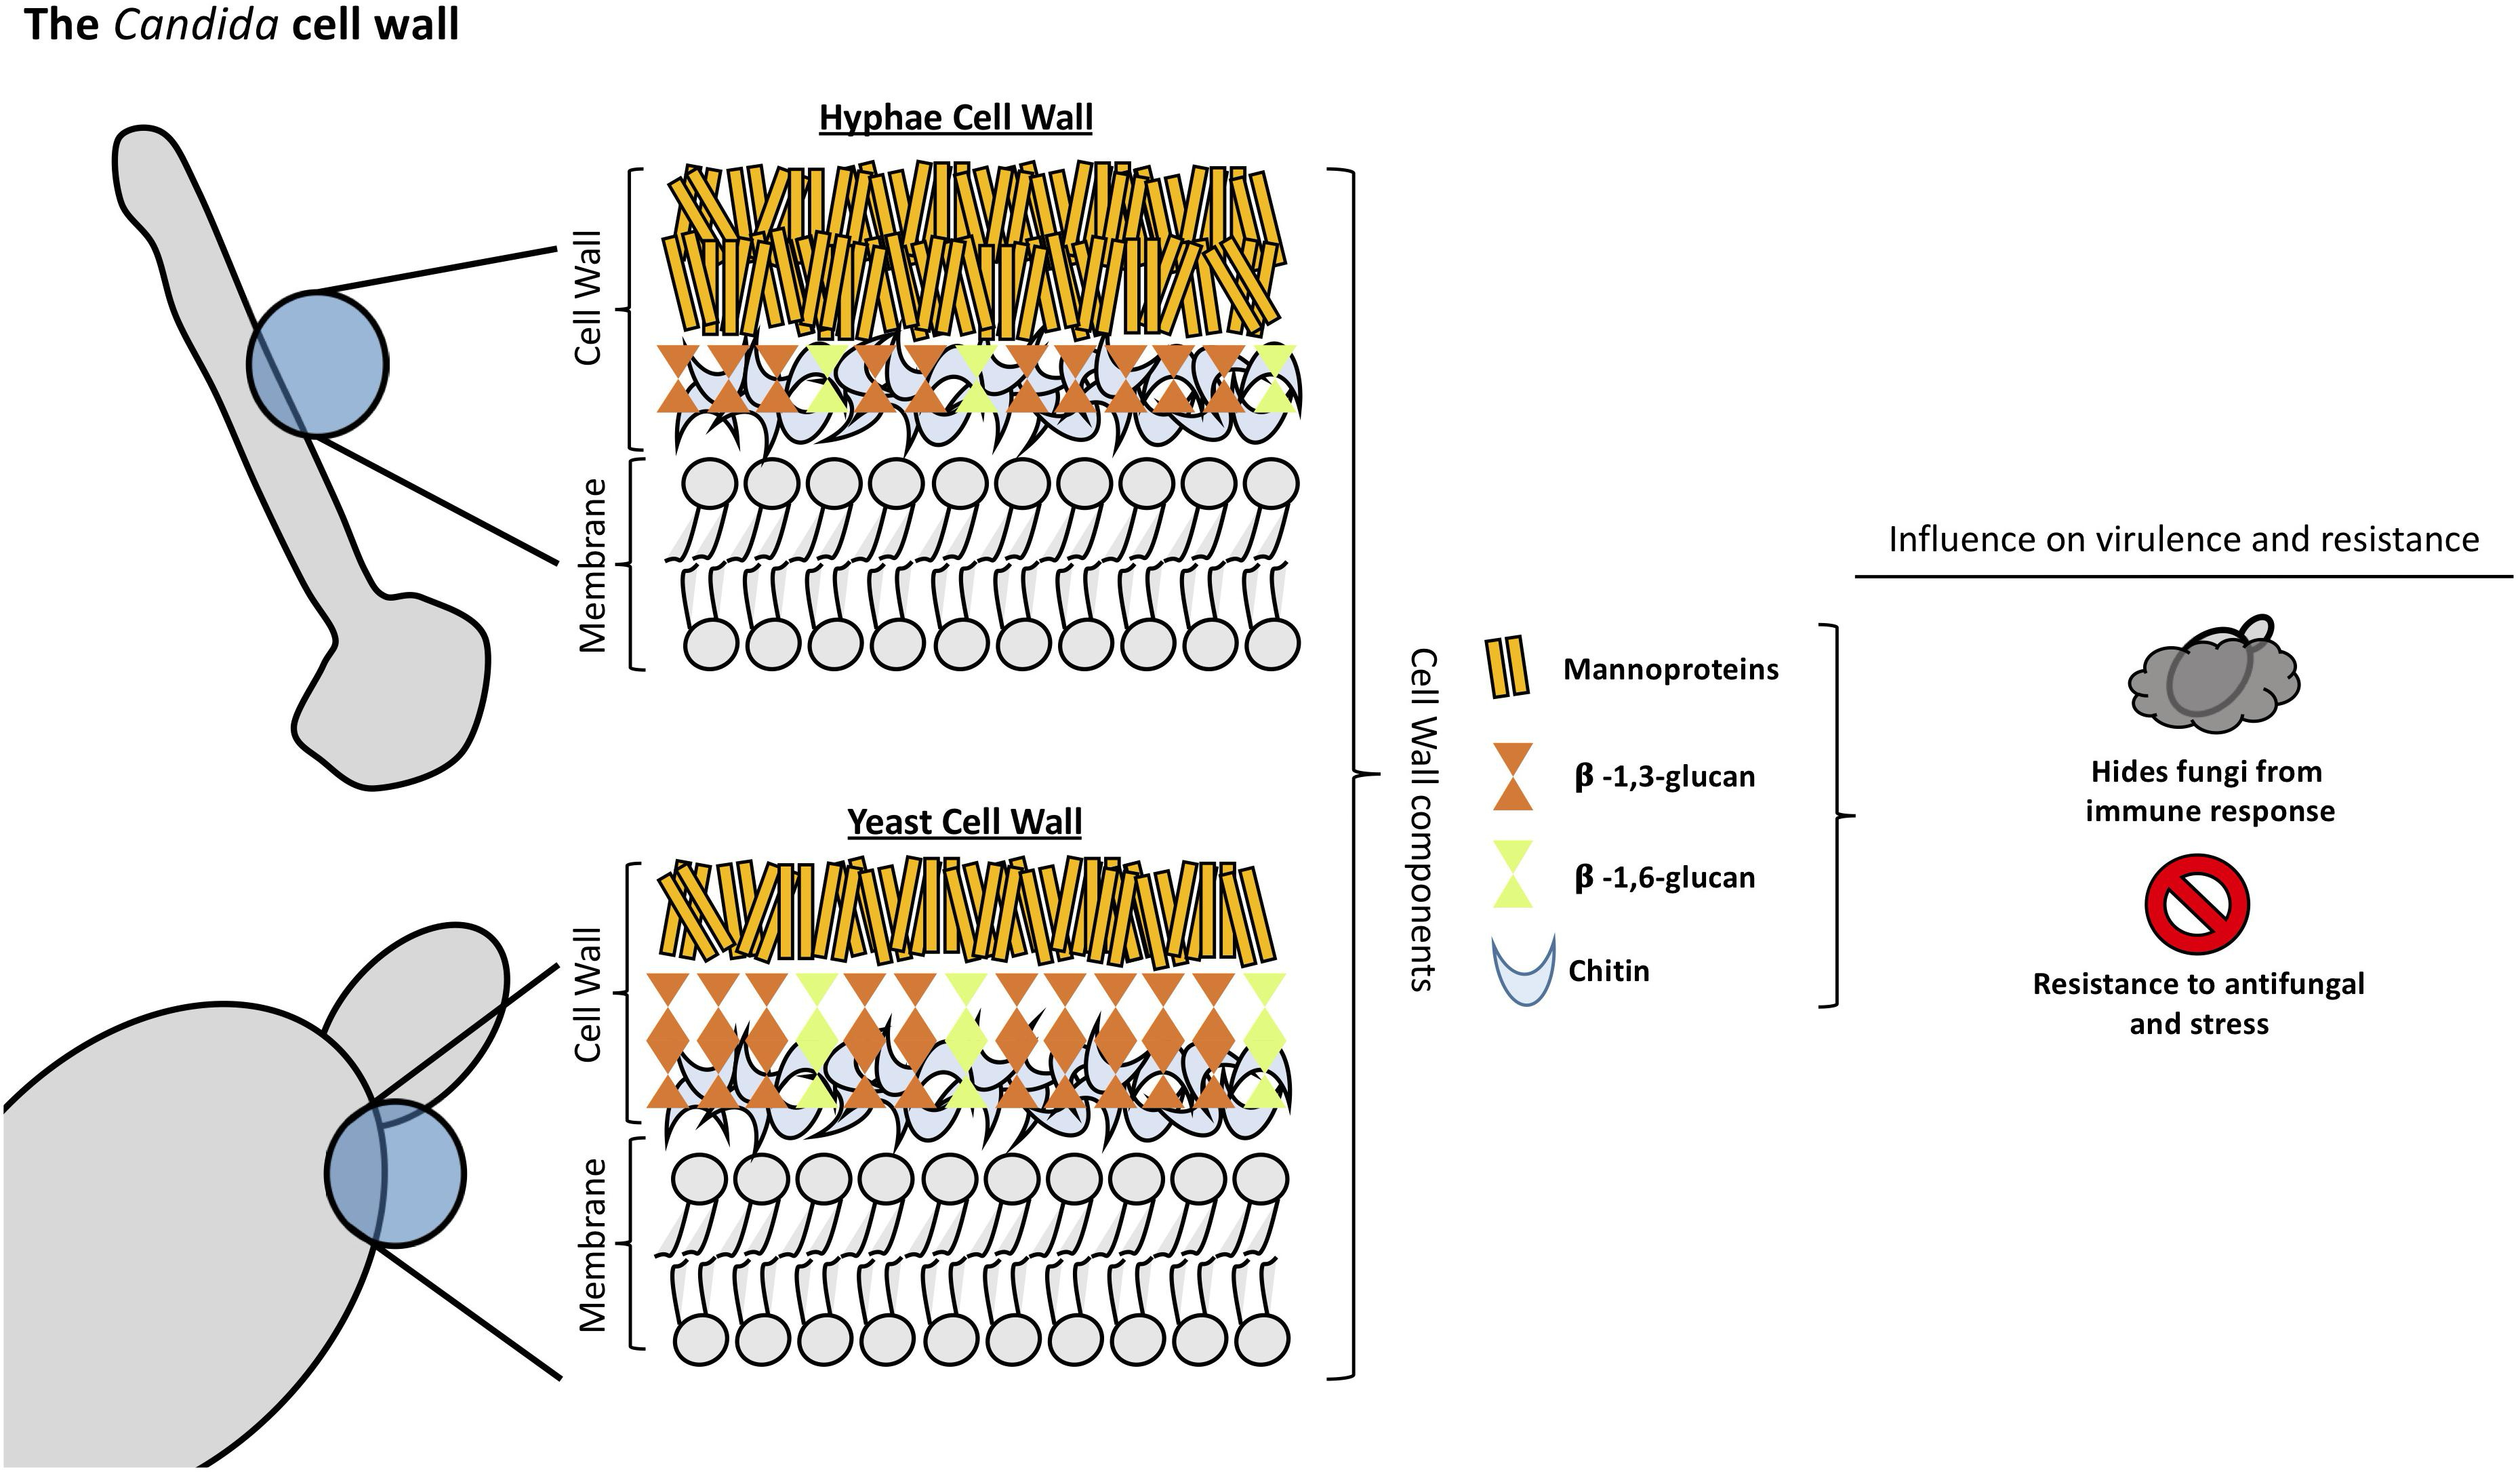 The Candida cell wall
Hyphae Cell Wall
Cell Wall
Membrane
Yeast Cell Wall
Cell Wall
Membrane
Cell Wall components
Mannoproteins
β -1,3-glucan
β -1,6-glucan
Chitin
Influence on virulence and resistance
Hides fungi from
immune response
Resistance to antifungal
and stress